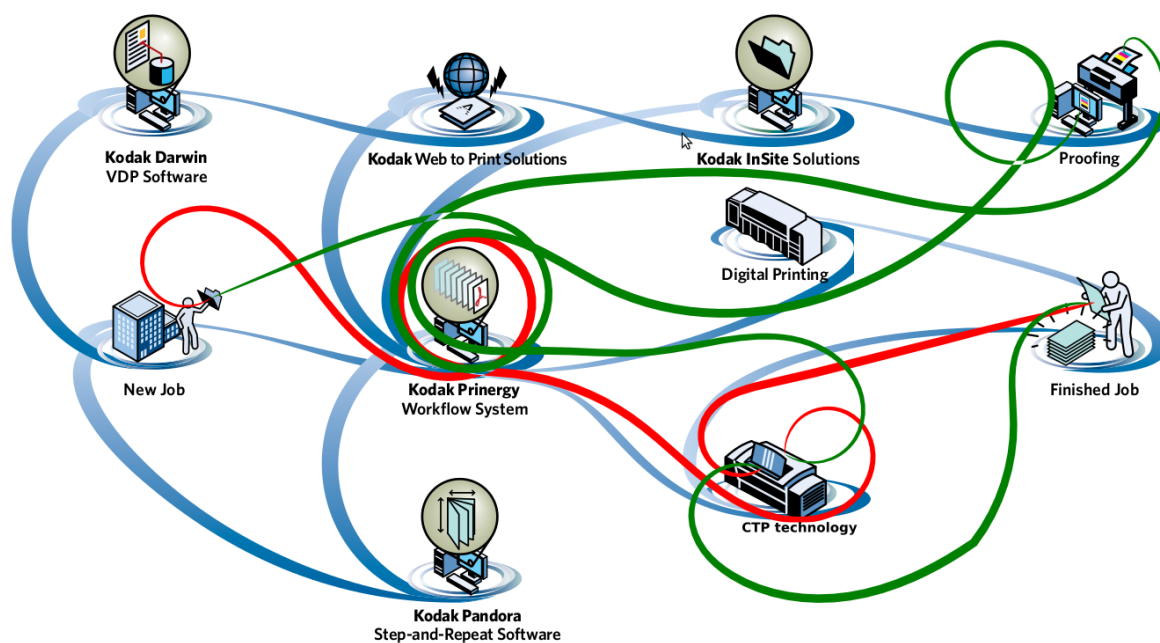 Kodak Darwin
VDP Software
Kodak Web to Print Solutions
Kodak InSite Solutions
Proofing
Digital Printing
New Job
Kodak Prinergy
Workflow System
Finished Job
CTP technology
Kodak Pandora
Step-and-Repeat Software
A